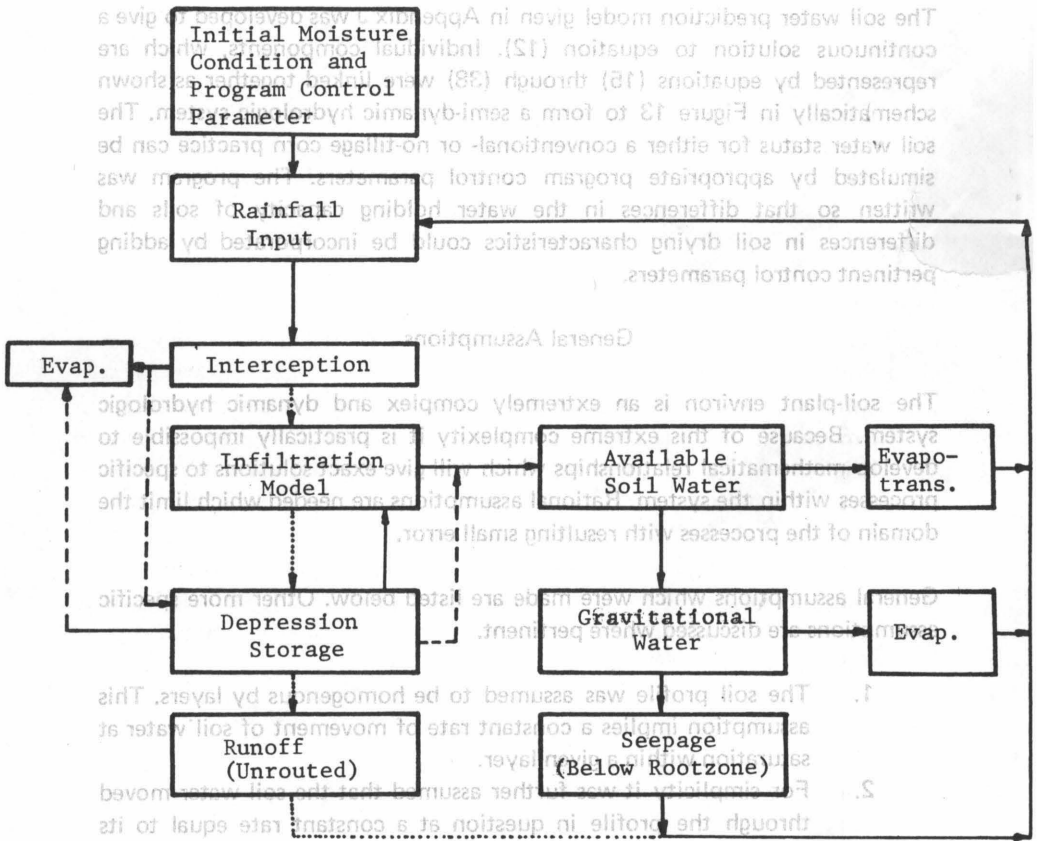 Initial Moisture
Condition and
Program Control
Parameter
Rainfall
Input
Evap.
Interception
Infiltration
Model
Available
Soil Water
Evapo-
trans.
Depression
Storage
Gravitational
Water
Evap.
Runoff
(Unrouted)
Seepage
(Below Rootzone)
The soil water prediction model given in Appendix J was developed to give a
continuous solution to equation (12). Individual components, which are
represented by equations (15) through (38) were linked together as shown
schematically in Figure 13 to form a semi-dynamic hydrologic system. The
soil water status for either a conventional- or no-tillage corn practice can be
simulated by appropriate program control parameters. The program was
written so that differences in the water holding capacity of soils and
differences in soil drying characteristics could be incorporated by adding
pertinent control parameters.
General Assumptions
The soil-plant environ is an extremely complex and dynamic hydrologic
system. Because of this extreme complexity it is practically impossible to
develop mathematical relationships which will give exact solutions to specific
processes within the system. Rational assumptions are needed which limit the
domain of the processes with resulting small error.
General assumptions which were made are listed below. Other more specific
assumptions are discussed where pertinent.
1. The soil profile was assumed to be homogenous by layers. This
assumption implies a constant rate of movement of soil water at
saturation within a given layer.
2. For simplicity it was further assumed that the soil water moved
through the profile in question at a constant rate equal to its